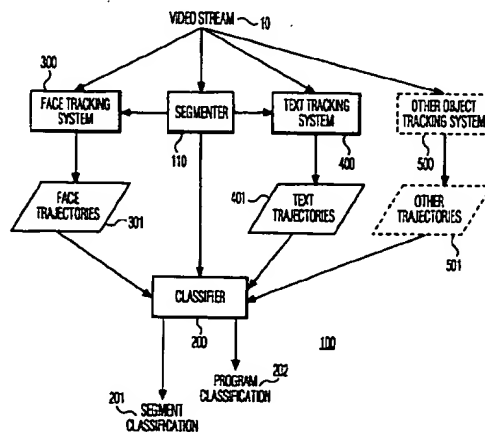 VIDEO STREAM 10
300
FACE TRACKING
SYSTEM
SEGMENTER
110
TEXT TRACKING
SYSTEM
400
OTHER OBJECT
TRACKING SYSTEM
500
FACE
TRAJECTORIES
301
401
TEXT
TRAJECTORIES
OTHER
TRAJECTORIES
501
CLASSIFIER
200
100
PROGRAM
CLASSIFICATION
202
201
SEGMENT
CLASSIFICATION